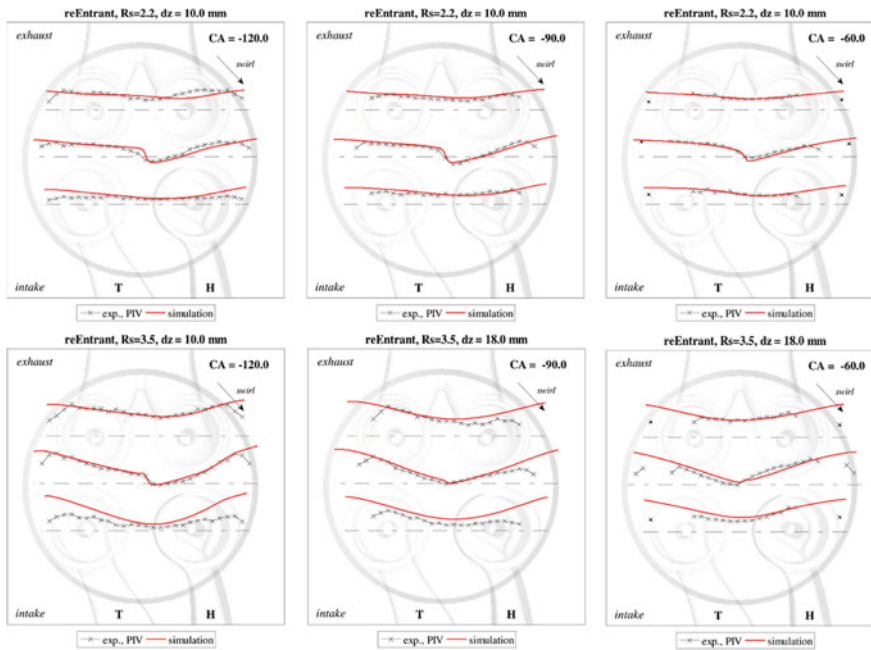 reEntrant, Rs=2.2, dz = 10.0 mm
exhaust
CA = -120.0
swirl
intake
T
H
exp., PIV
simulation
reEntrant, Rs=2.2, dz = 10.0 mm
exhaust
CA = -90.0
swirl
intake
T
H
exp., PIV
simulation
reEntrant, Rs=2.2, dz = 10.0 mm
exhaust
CA = -60.0
swirl
intake
T
H
exp., PIV
simulation
reEntrant, Rs=3.5, dz = 10.0 mm
exhaust
CA = -120.0
swirl
intake
T
H
exp., PIV
simulation
reEntrant, Rs=3.5, dz = 18.0 mm
exhaust
CA = -90.0
swirl
intake
T
H
exp., PIV
simulation
reEntrant, Rs=3.5, dz = 18.0 mm
exhaust
CA = -60.0
swirl
intake
T
H
exp., PIV
simulation